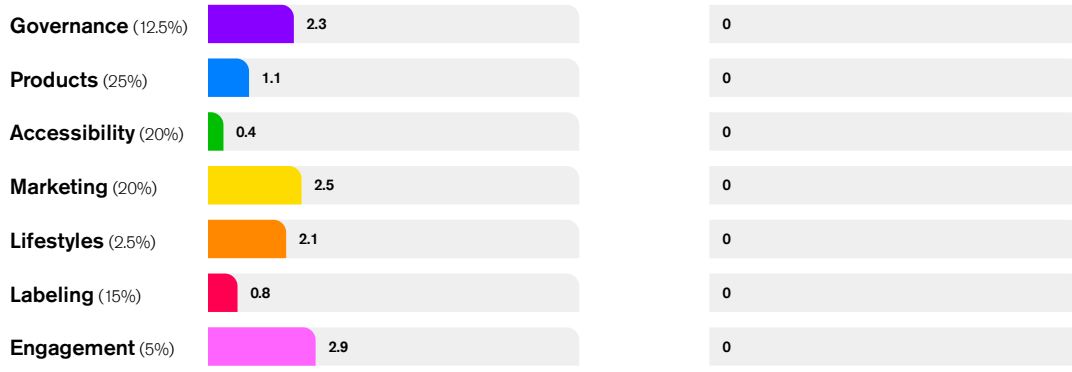 Governance (12.5%) 2.3 0
Products (25%) 1.1 0
Accessibility (20%) 0.4 0
Marketing (20%) 2.5 0
Lifestyles (2.5%) 2.1 0
Labeling (15%) 0.8 0
Engagement (5%) 2.9 0